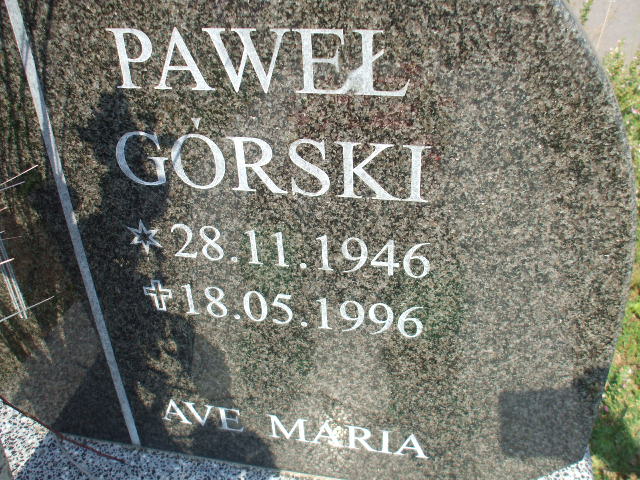 PAWEŁ
GÓRSKI
28.11.1946
18.05.1996
AVE MARIA